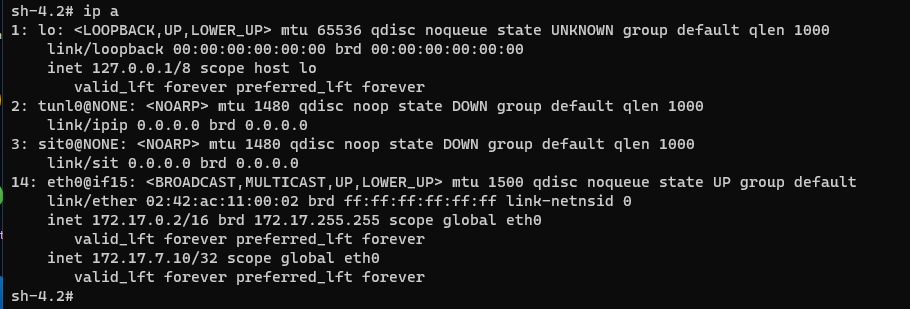 sh-4.2# ip a
1: lo: <LOOPBACK,UP,LOWER_UP> mtu 65536 qdisc noqueue state UNKNOWN group default qlen 1000
    link/loopback 00:00:00:00:00:00 brd 00:00:00:00:00:00
    inet 127.0.0.1/8 scope host lo
       valid_lft forever preferred_lft forever
2: tunl0@NONE: <NOARP> mtu 1480 qdisc noop state DOWN group default qlen 1000
    link/ipip 0.0.0.0 brd 0.0.0.0
3: sit0@NONE: <NOARP> mtu 1480 qdisc noop state DOWN group default qlen 1000
    link/sit 0.0.0.0 brd 0.0.0.0
14: eth0@if15: <BROADCAST,MULTICAST,UP,LOWER_UP> mtu 1500 qdisc noqueue state UP group default
    link/ether 02:42:ac:11:00:02 brd ff:ff:ff:ff:ff:ff link-netnsid 0
    inet 172.17.0.2/16 brd 172.17.255.255 scope global eth0
       valid_lft forever preferred_lft forever
    inet 172.17.7.10/32 scope global eth0
       valid_lft forever preferred_lft forever
sh-4.2#